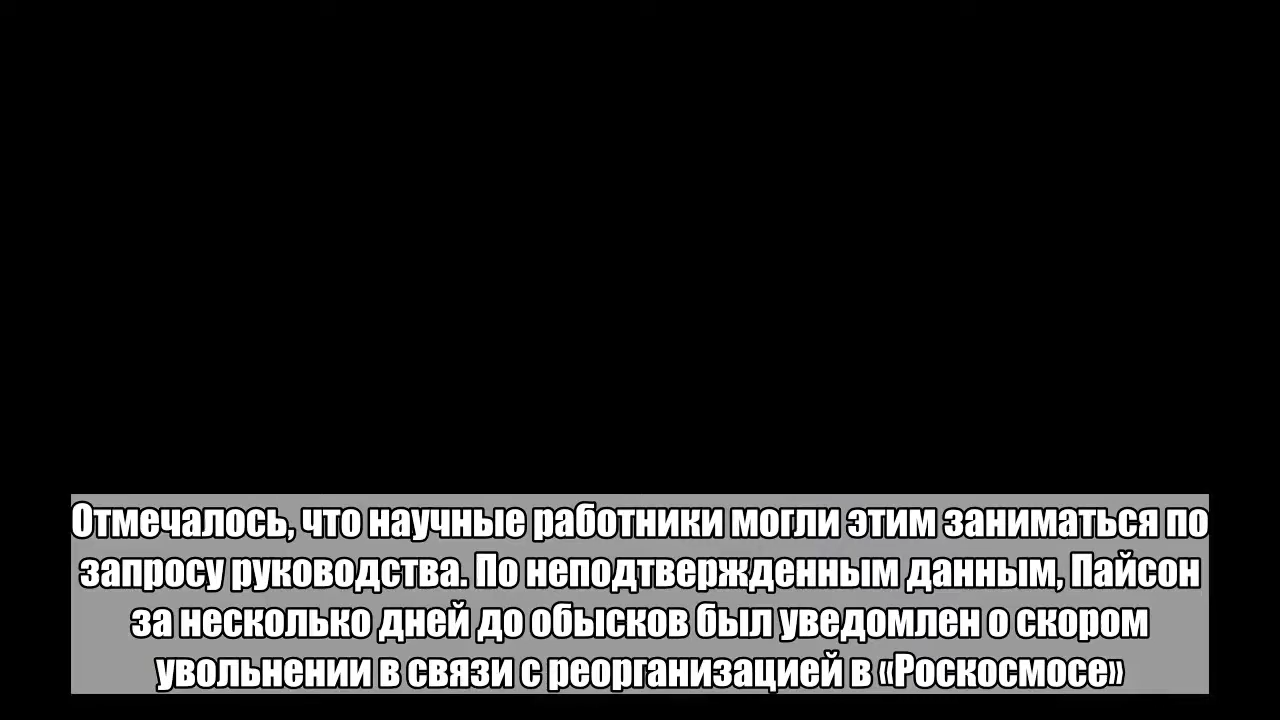 Отмечалось, что научные работники могли этим заниматься по
запросу руководства. По неподтвержденным данным, Пайсон
за несколько дней до обысков был уведомлен о скором
увольнении в связи с реорганизацией в «Роскосмосе»